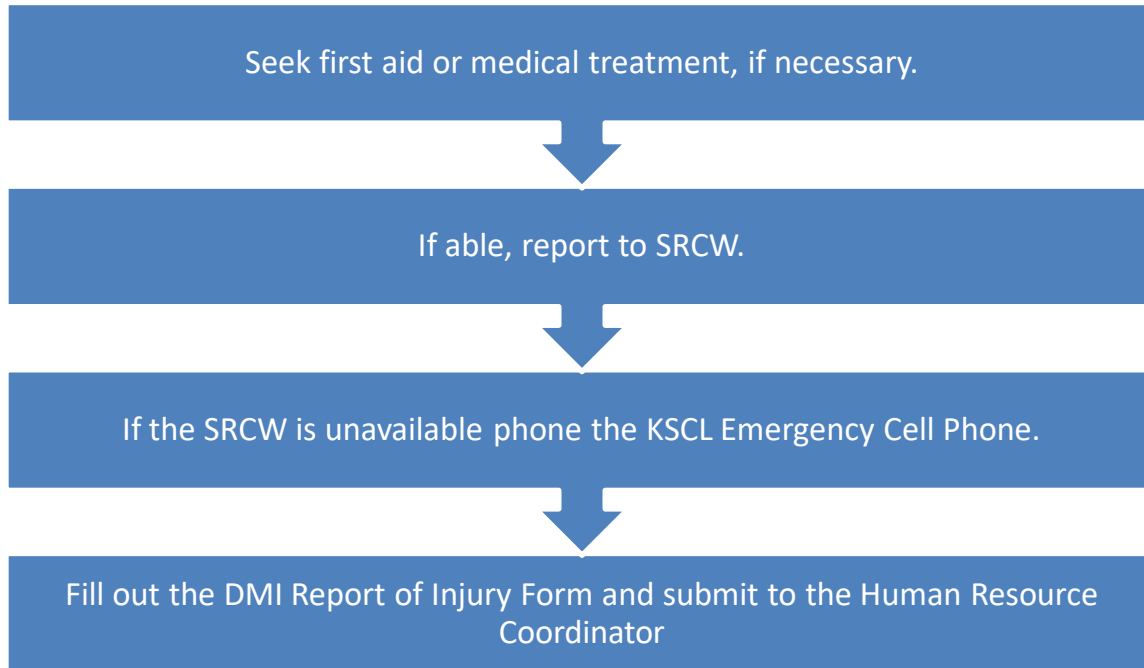 Seek first aid or medical treatment, if necessary.
If able, report to SRCW.
If the SRCW is unavailable phone the KSCL Emergency Cell Phone.
Fill out the DMI Report of Injury Form and submit to the Human Resource
Coordinator